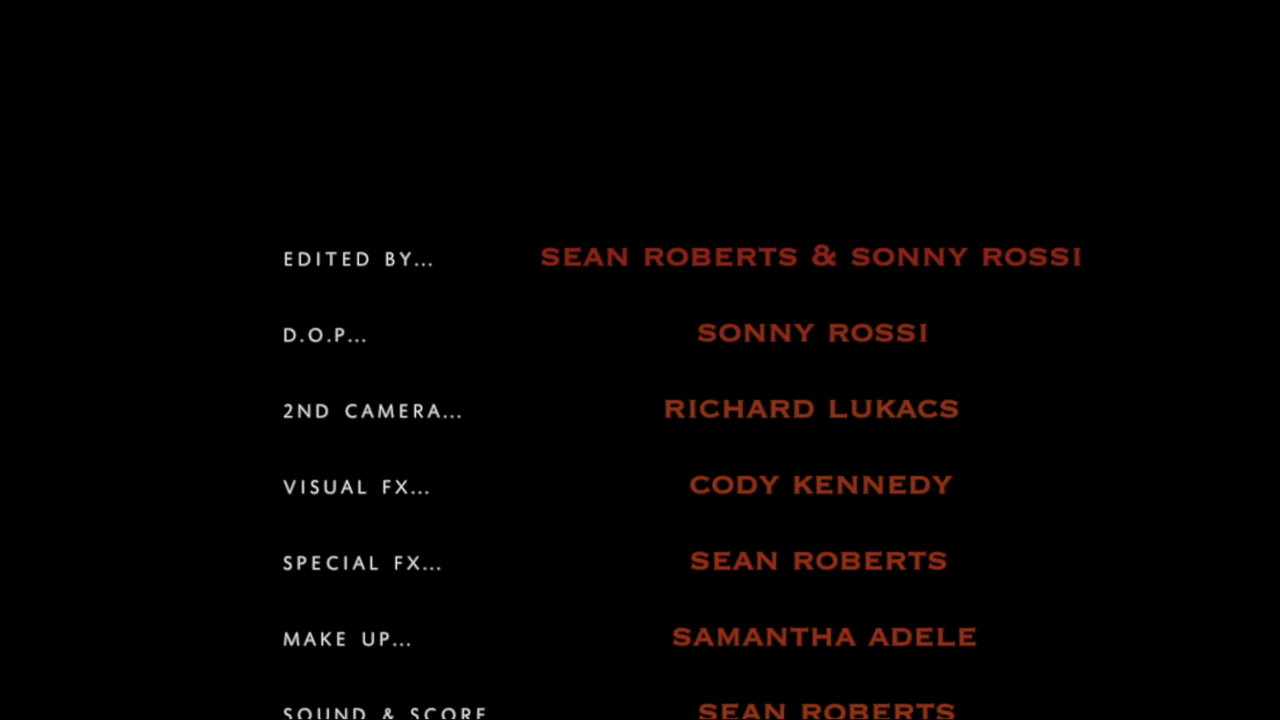 EDITED BY... SEAN ROBERTS & SONNY ROSSI
D.O.P... SONNY ROSSI
2ND CAMERA... RICHARD LUKACS
VISUAL FX... CODY KENNEDY
SPECIAL FX... SEAN ROBERTS
MAKE UP... SAMANTHA ADELE
SOUND & SCORE SEAN ROBERTS